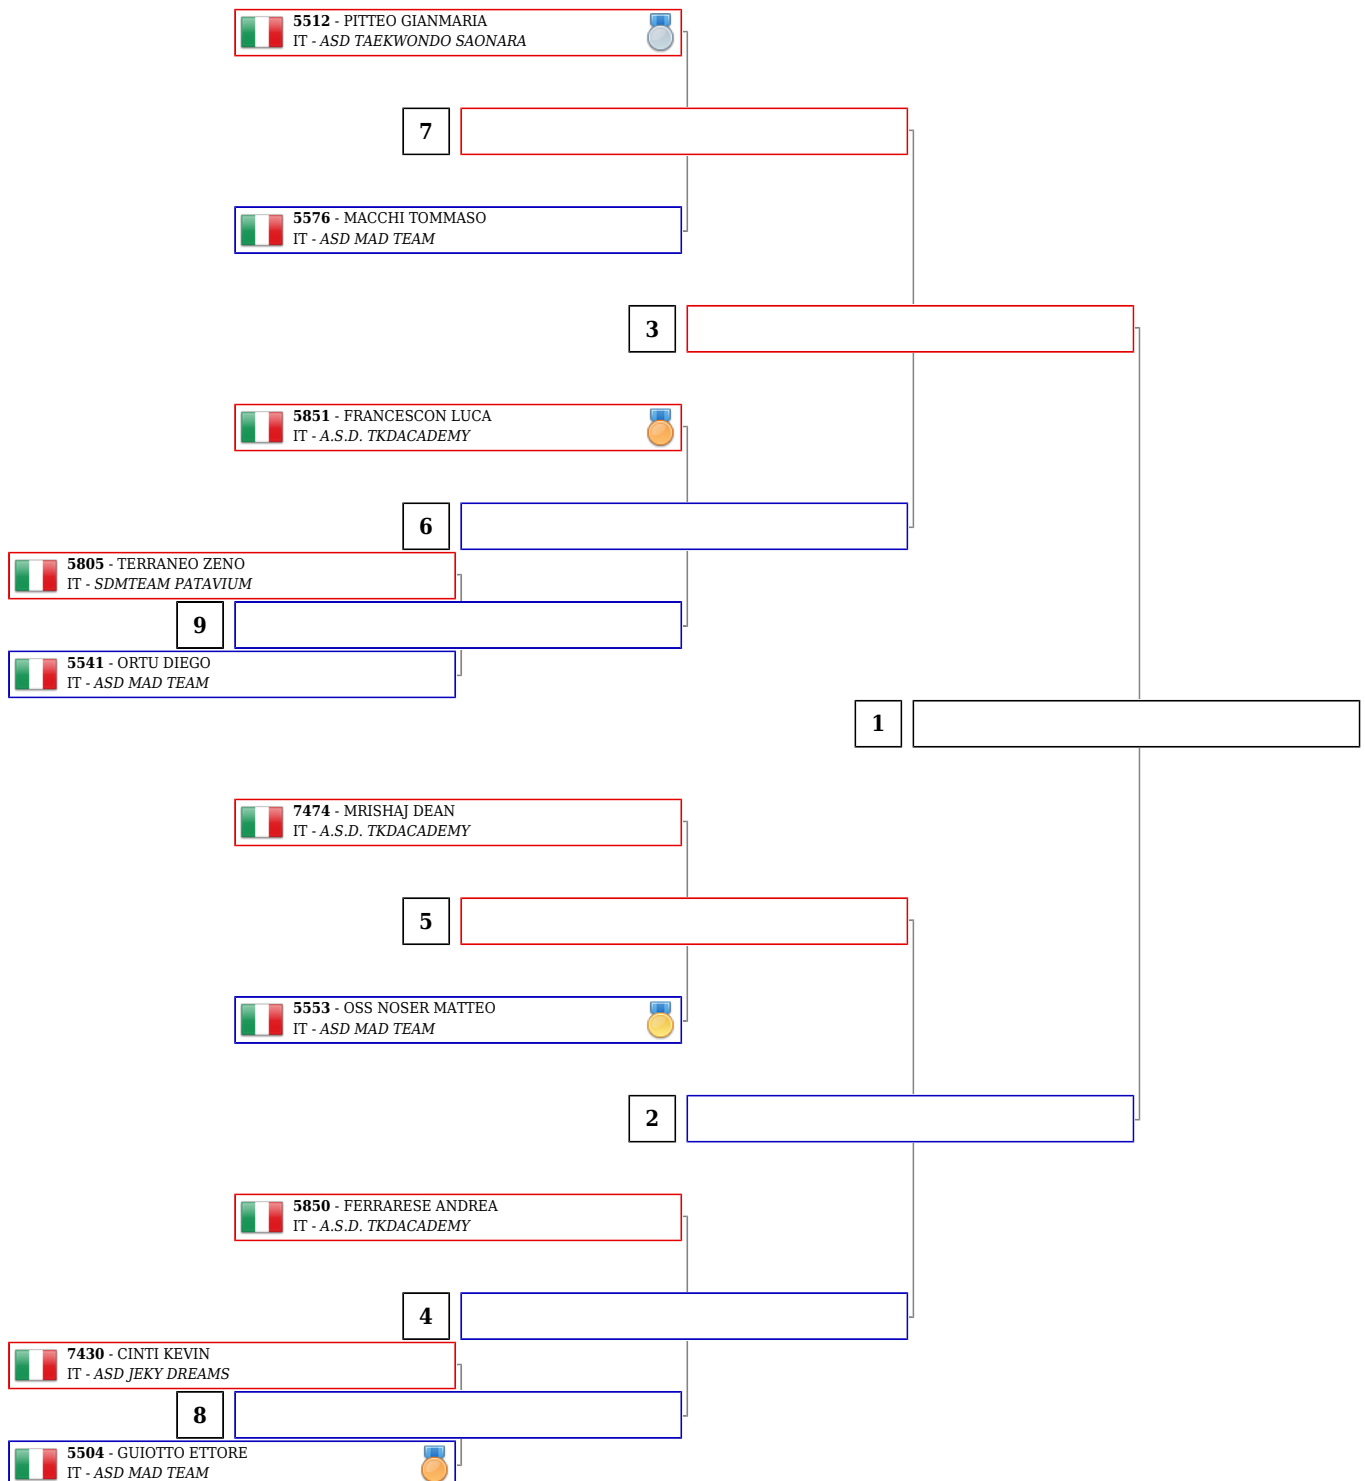 5512 - PITTEO GIANMARIA
IT - ASD TAEKWONDO SAONARA
7
5576 - MACCHI TOMMASO
IT - ASD MAD TEAM
3
5851 - FRANCESCON LUCA
IT - A.S.D. TKDACADEMY
6
5805 - TERRANEO ZENO
IT - SDMTEAM PATAVIUM
9
5541 - ORTU DIEGO
IT - ASD MAD TEAM
1
7474 - MRISHAJ DEAN
IT - A.S.D. TKDACADEMY
5
5553 - OSS NOSER MATTEO
IT - ASD MAD TEAM
2
5850 - FERRARESE ANDREA
IT - A.S.D. TKDACADEMY
4
7430 - CINTI KEVIN
IT - ASD JEKY DREAMS
8
5504 - GUIOTTO ETTORE
IT - ASD MAD TEAM